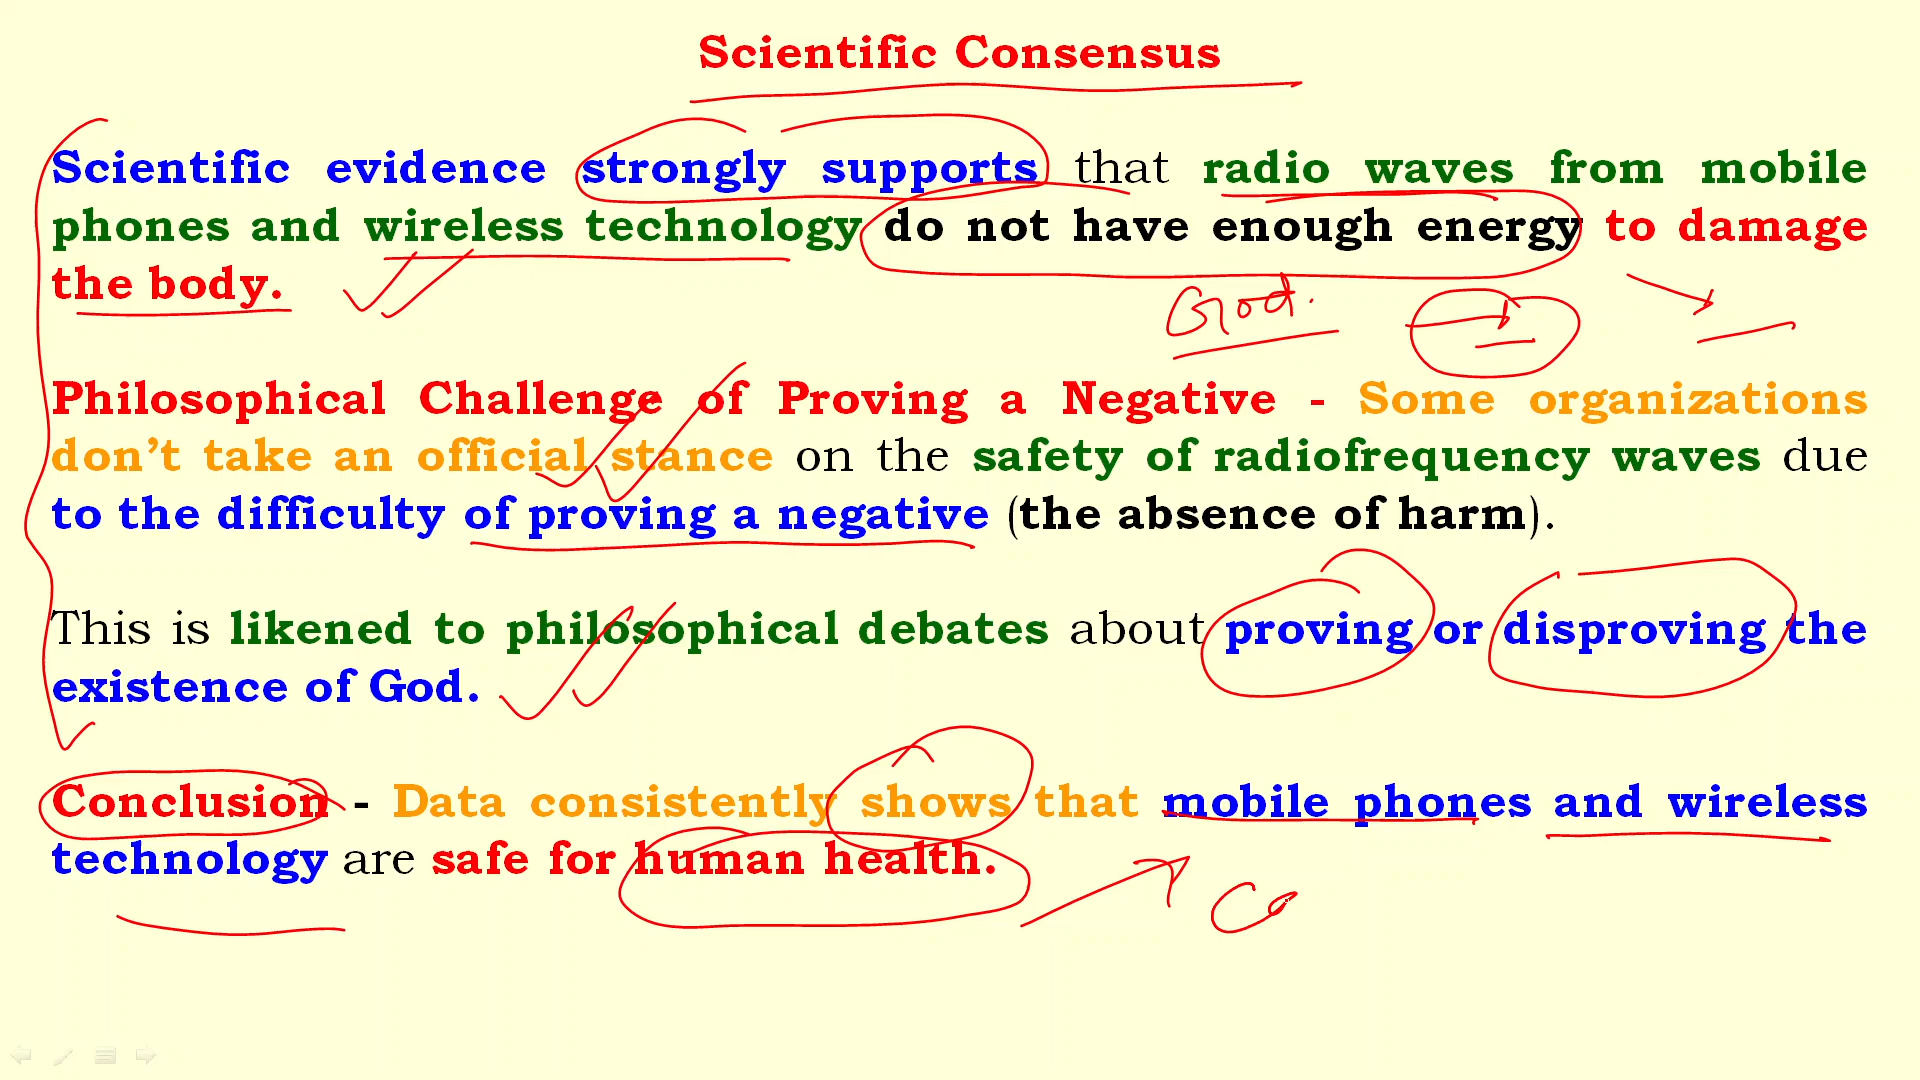 Scientific Consensus
Scientific evidence strongly supports that radio waves from mobile
phones and wireless technology do not have enough energy to damage
the body.
God.
Philosophical Challenge of Proving a Negative - Some organizations
don’t take an official stance on the safety of radiofrequency waves due
to the difficulty of proving a negative (the absence of harm).
This is likened to philosophical debates about proving or disproving the
existence of God.
Conclusion - Data consistently shows that mobile phones and wireless
technology are safe for human health.